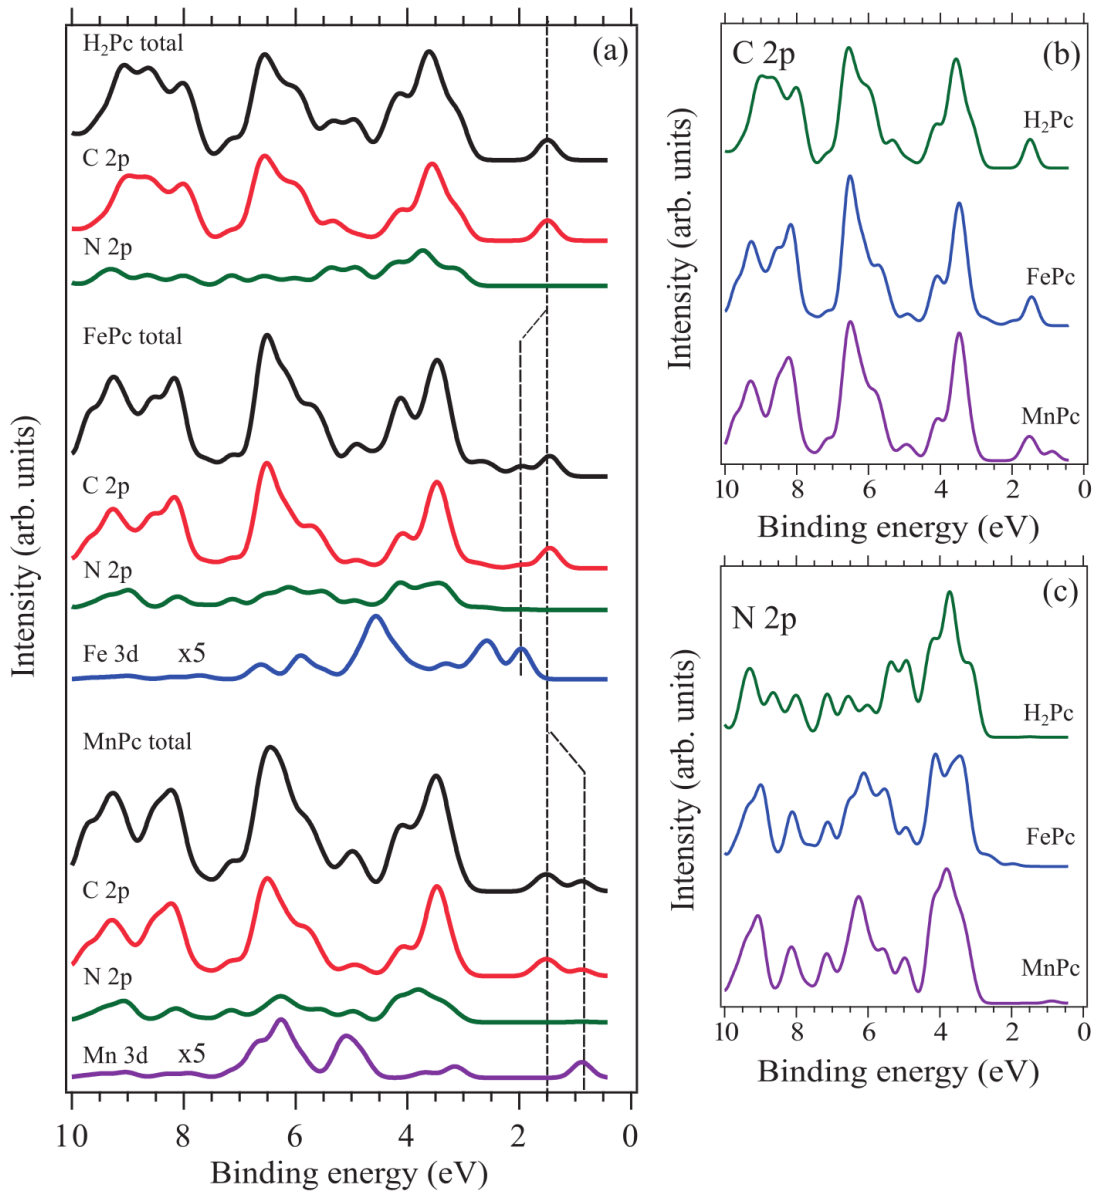 (a)
H₂Pc total
C 2p
N 2p
FePc total
C 2p
N 2p
Fe 3d x5
MnPc total
C 2p
N 2p
Mn 3d x5
10 8 6 4 2 0
Binding energy (eV)
Intensity (arb. units)
C 2p (b)
H₂Pc
FePc
MnPc
10 8 6 4 2 0
Binding energy (eV)
Intensity (arb. units)
N 2p (c)
H₂Pc
FePc
MnPc
10 8 6 4 2 0
Binding energy (eV)
Intensity (arb. units)